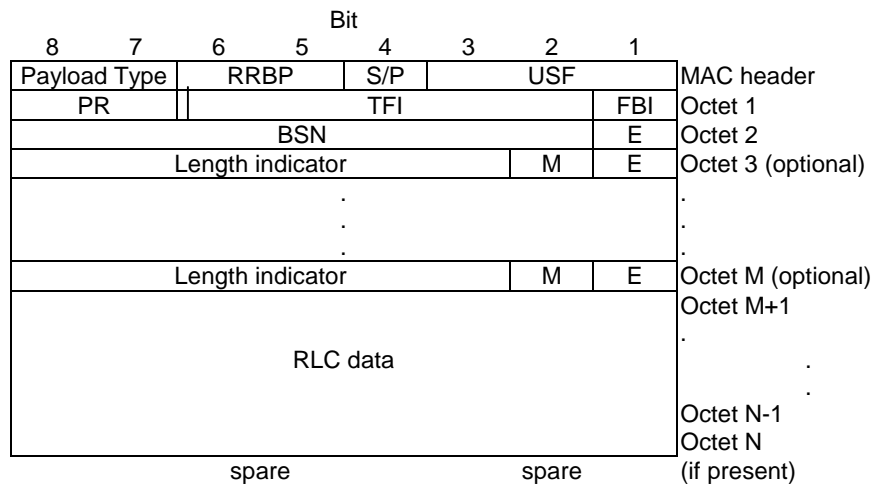 Bit
8 7 6 5 4 3 2 1
Payload Type RRBP S/P USF MAC header
PR TFI FBI Octet 1
BSN E Octet 2
Length indicator M E Octet 3 (optional)
. .
. .
. .
Length indicator M E Octet M (optional)
Octet M+1
.
RLC data .
.
Octet N-1
Octet N
spare spare (if present)